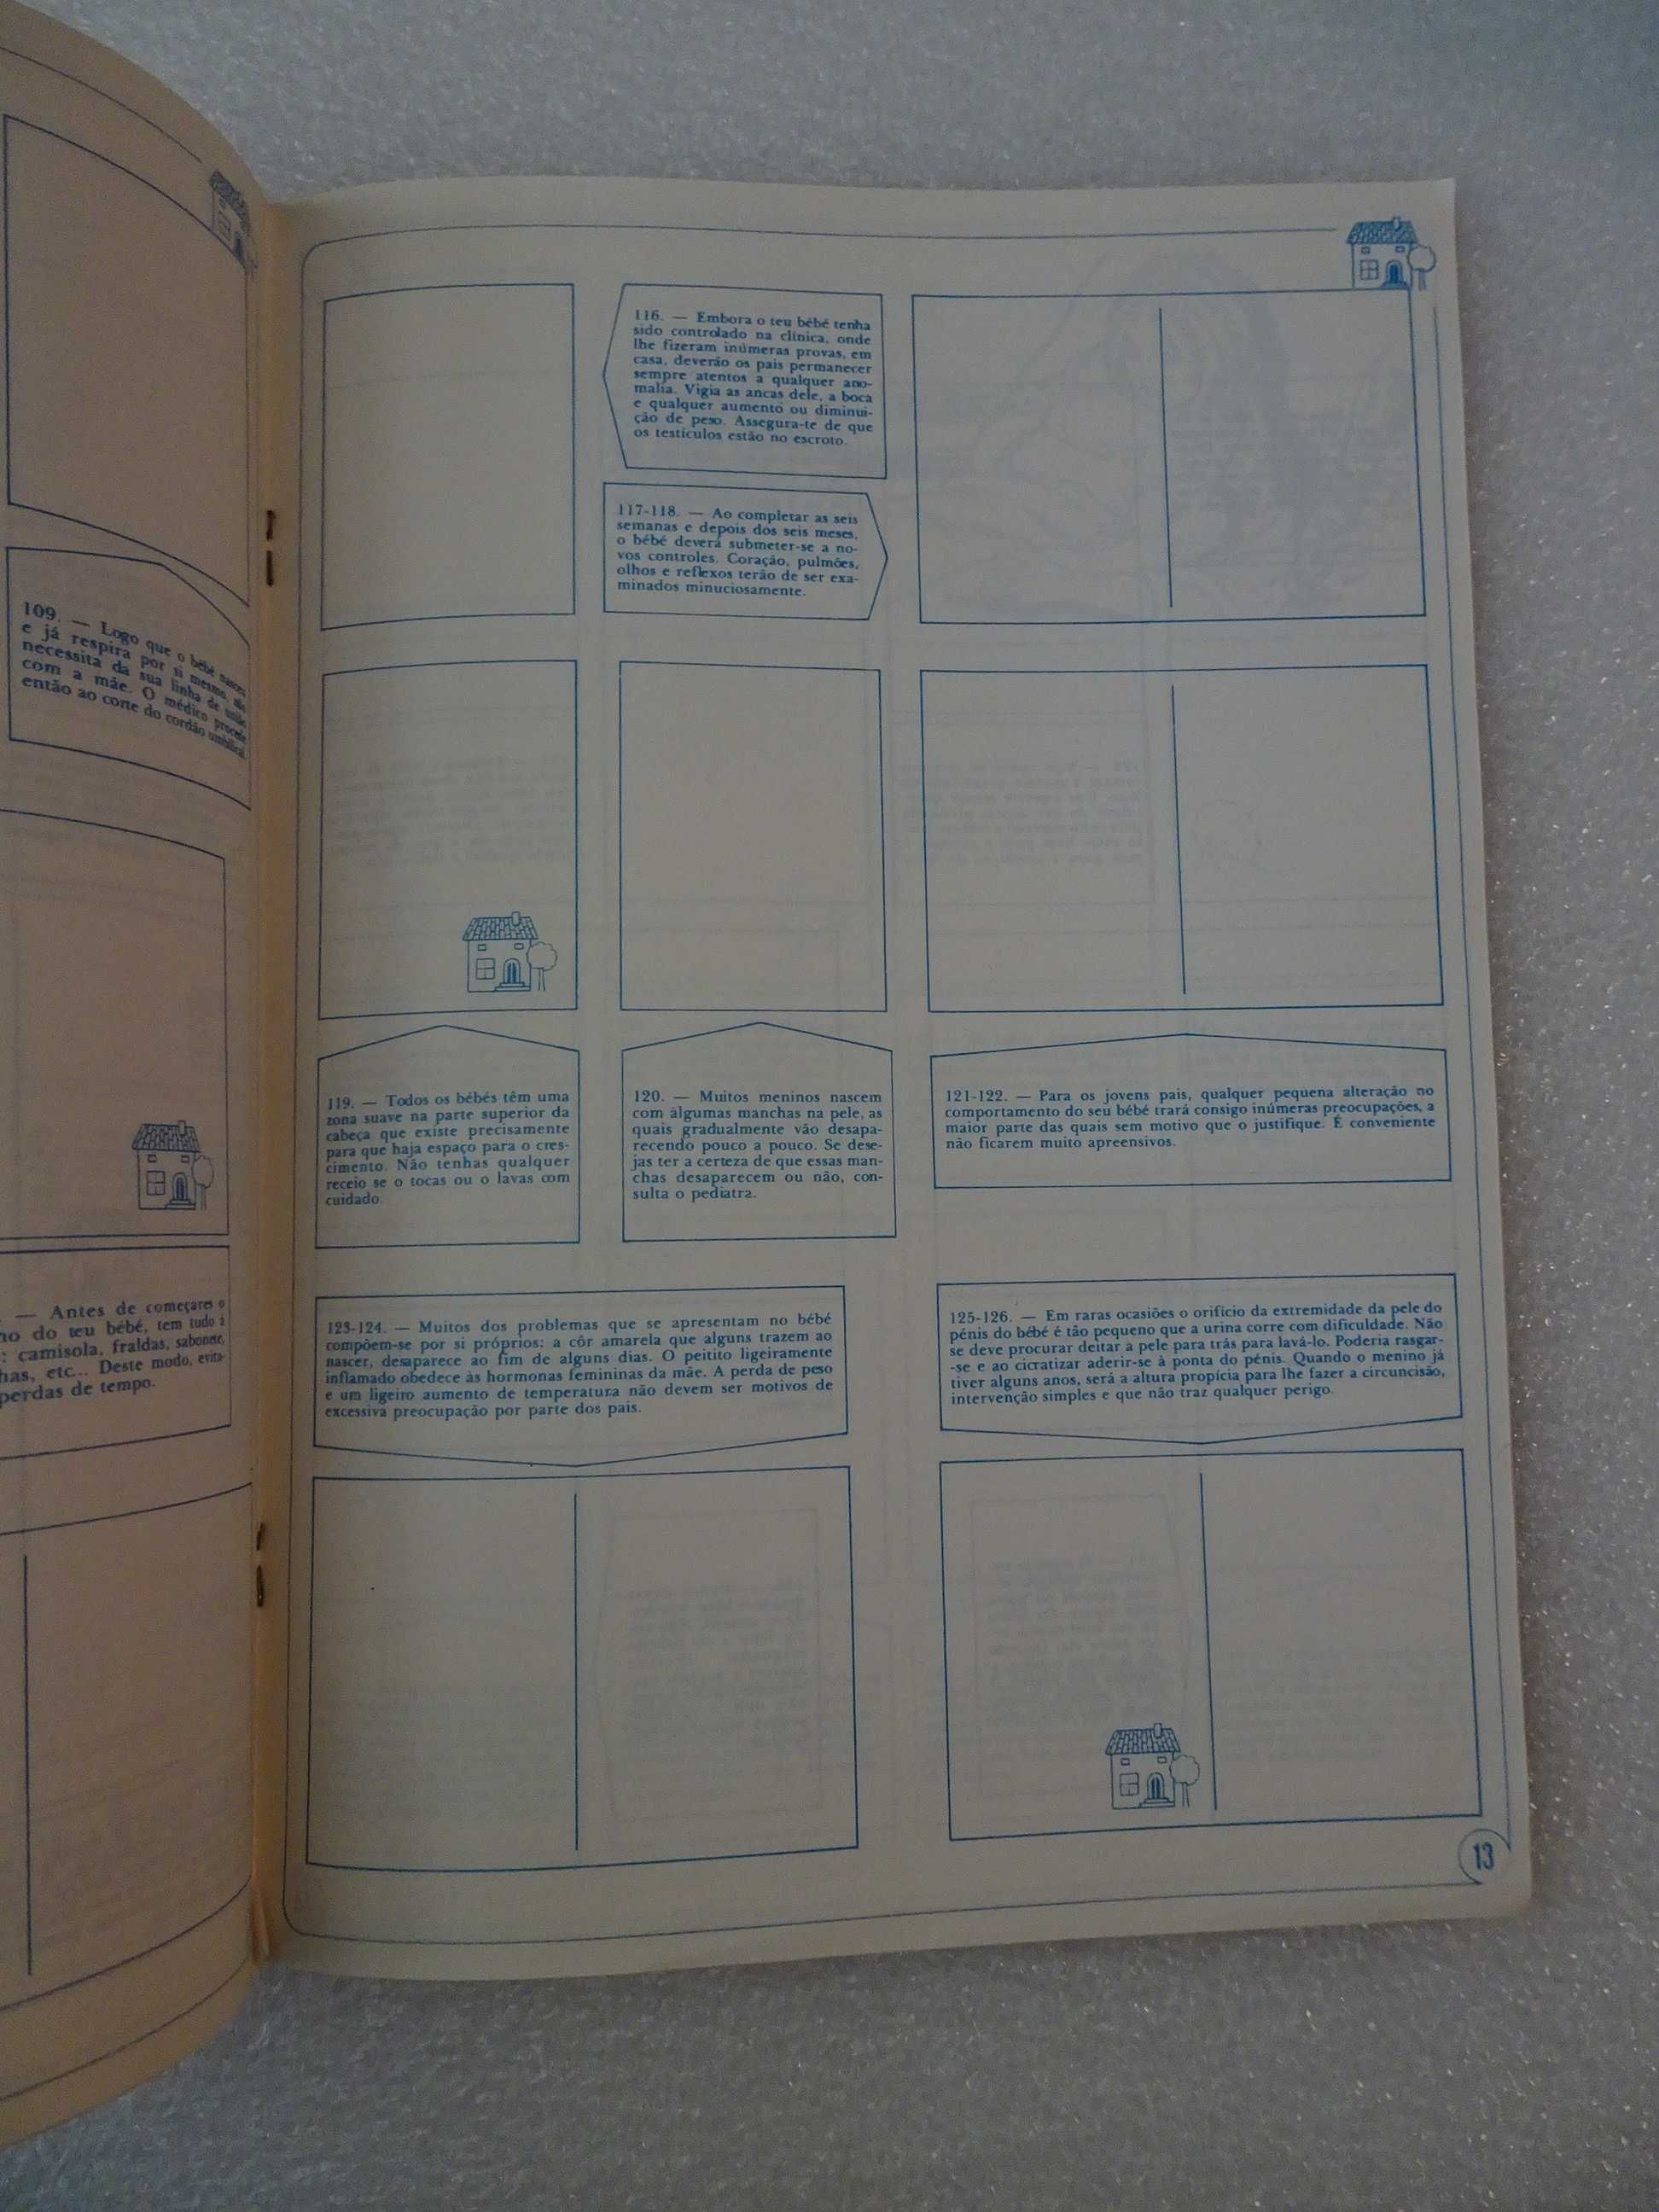 109. — Logo que o bébé nasceu
e já respira por si mesmo, não
necessita da sua linha de união
com a mãe. O médico procede
então ao corte do cordão umbilical.
— Antes de começares o
do teu bébé, tem tudo à
: camisola, fraldas, sabonete,
etc... Deste modo, evita-
perdas de tempo.
116. — Embora o teu bébé tenha
sido controlado na clínica, onde
lhe fizeram inúmeras provas, em
casa, deverão os pais permanecer
sempre atentos a qualquer ano-
malia. Vigia as ancas dele, a boca
e qualquer aumento ou diminui-
ção de peso. Assegura-te de que
os testículos estão no escroto.
117-118. — Ao completar as seis
semanas e depois dos seis meses,
o bébé deverá submeter-se a no-
vos controles. Coração, pulmões,
olhos e reflexos terão de ser exa-
minados minuciosamente.
119. — Todos os bébés têm uma
zona suave na parte superior da
cabeça que existe precisamente
para que haja espaço para o cres-
cimento. Não tenhas qualquer
receio se o tocas ou o lavas com
cuidado.
120. — Muitos meninos nascem
com algumas manchas na pele, as
quais gradualmente vão desapa-
recendo pouco a pouco. Se dese-
jas ter a certeza de que essas man-
chas desaparecem ou não, con-
sulta o pediatra.
121-122. — Para os jovens pais, qualquer pequena alteração no
comportamento do seu bébé trará consigo inúmeras preocupações, a
maior parte das quais sem motivo que o justifique. É conveniente
não ficarem muito apreensivos.
123-124. — Muitos dos problemas que se apresentam no bébé
compõem-se por si próprios: a côr amarela que alguns trazem ao
nascer, desaparece ao fim de alguns dias. O peitito ligeiramente
inflamado obedece às hormonas femininas da mãe. A perda de peso
e um ligeiro aumento de temperatura não devem ser motivos de
excessiva preocupação por parte dos pais.
125-126. — Em raras ocasiões o orifício da extremidade da pele do
pénis do bébé é tão pequeno que a urina corre com dificuldade. Não
se deve procurar deitar a pele para trás para lavá-lo. Poderia rasgar-
-se e ao cicratizar aderir-se à ponta do pénis. Quando o menino já
tiver alguns anos, será a altura propícia para lhe fazer a circuncisão,
intervenção simples e que não traz qualquer perigo.
13